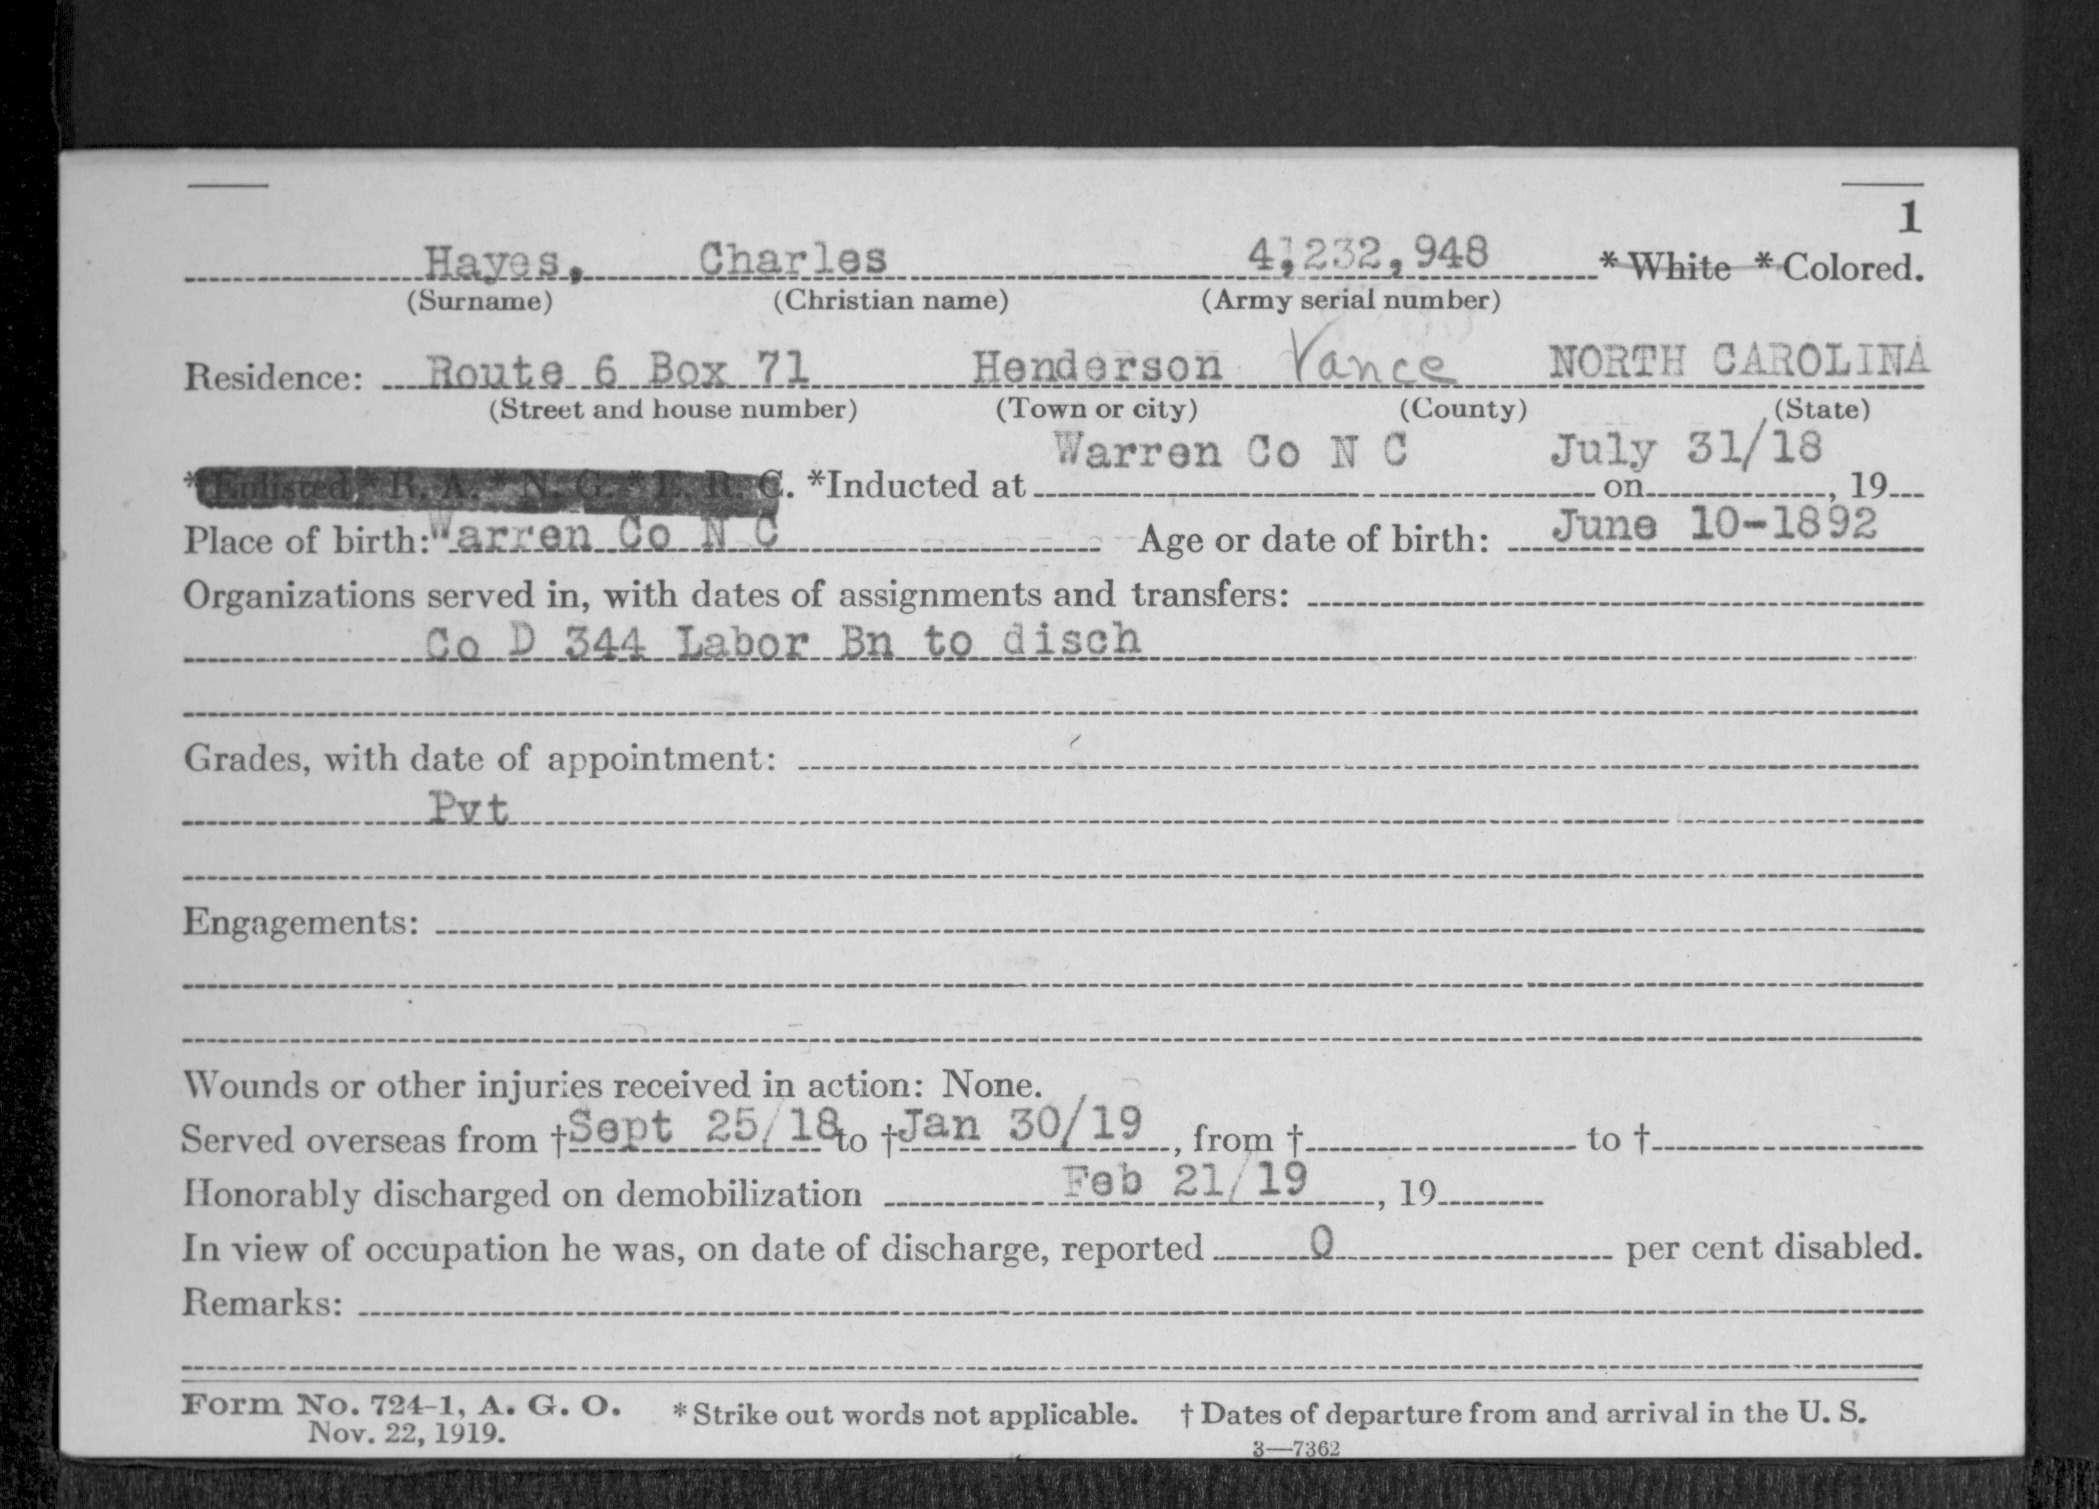 1
Hayes, Charles 4,232,948 *White *Colored.
(Surname) (Christian name) (Army serial number)
Residence: Route 6 Box 71 Henderson Vance NORTH CAROLINA
(Street and house number) (Town or city) (County) (State)
Warren Co N C July 31/18
*Enlisted * R. A. * N. G. * E. R. C. *Inducted at on , 19
Place of birth: Warren Co N C Age or date of birth: June 10-1892
Organizations served in, with dates of assignments and transfers:
Co D 344 Labor Bn to disch
Grades, with date of appointment:
Pvt
Engagements:
Wounds or other injuries received in action: None.
Served overseas from †Sept 25/18 to †Jan 30/19, from † to †
Honorably discharged on demobilization Feb 21/19, 19
In view of occupation he was, on date of discharge, reported 0 per cent disabled.
Remarks:
Form No. 724-1, A. G. O. *Strike out words not applicable. † Dates of departure from and arrival in the U. S.
Nov. 22, 1919.
3—7362